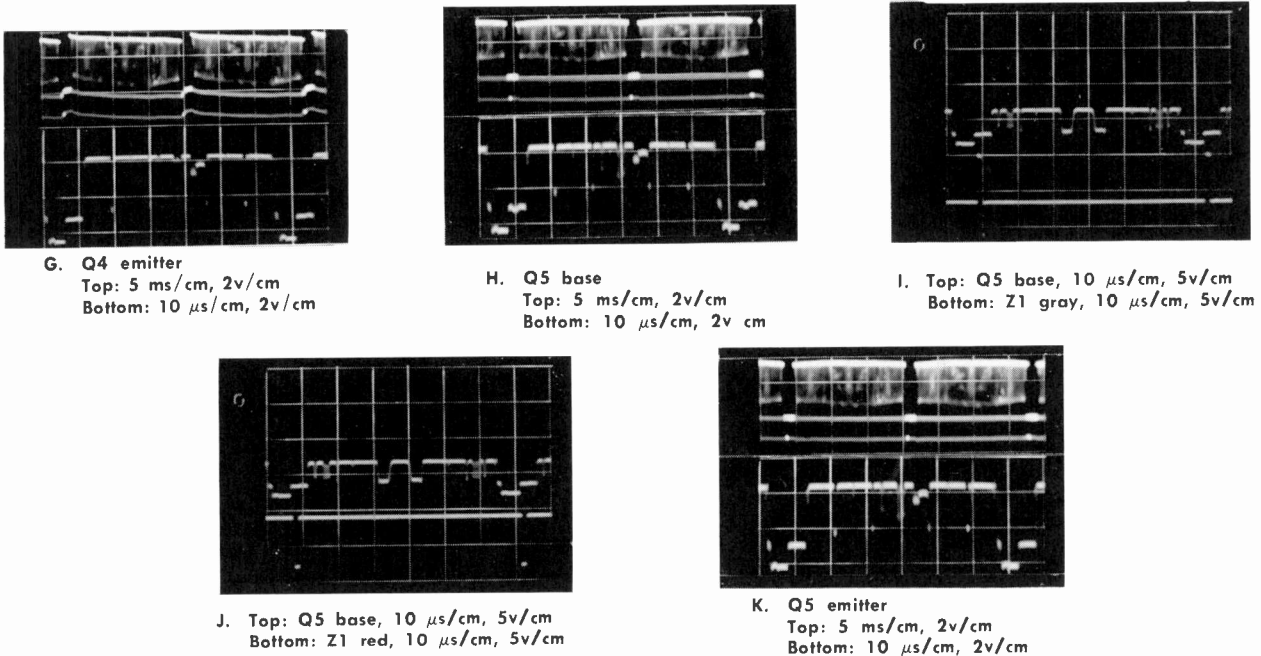 G. Q4 emitter
Top: 5 ms/cm, 2v/cm
Bottom: 10 μs/cm, 2v/cm
H. Q5 base
Top: 5 ms/cm, 2v/cm
Bottom: 10 μs/cm, 2v cm
I. Top: Q5 base, 10 μs/cm, 5v/cm
Bottom: Z1 gray, 10 μs/cm, 5v/cm
J. Top: Q5 base, 10 μs/cm, 5v/cm
Bottom: Z1 red, 10 μs/cm, 5v/cm
K. Q5 emitter
Top: 5 ms/cm, 2v/cm
Bottom: 10 μs/cm, 2v/cm